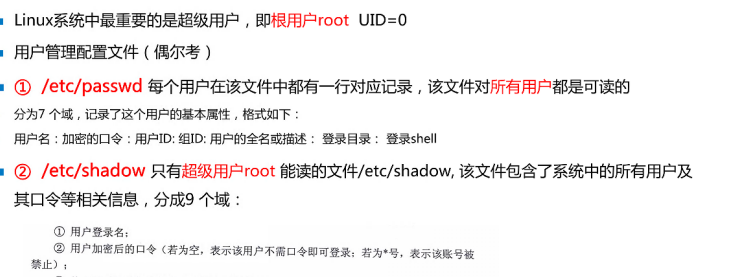 Linux系统中最重要的是超级用户，即根用户root UID=0
用户管理配置文件（偶尔考）
① /etc/passwd 每个用户在该文件中都有一行对应记录，该文件对所有用户都是可读的
分为7 个域，记录了这个用户的基本属性，格式如下：
用户名：加密的口令：用户ID: 组ID: 用户的全名或描述： 登录目录： 登录shell
② /etc/shadow 只有超级用户root 能读的文件/etc/shadow, 该文件包含了系统中的所有用户及
其口令等相关信息，分成9 个域：
① 用户登录名；
② 用户加密后的口令（若为空，表示该用户不需口令即可登录；若为*号，表示该账号被
禁止）；